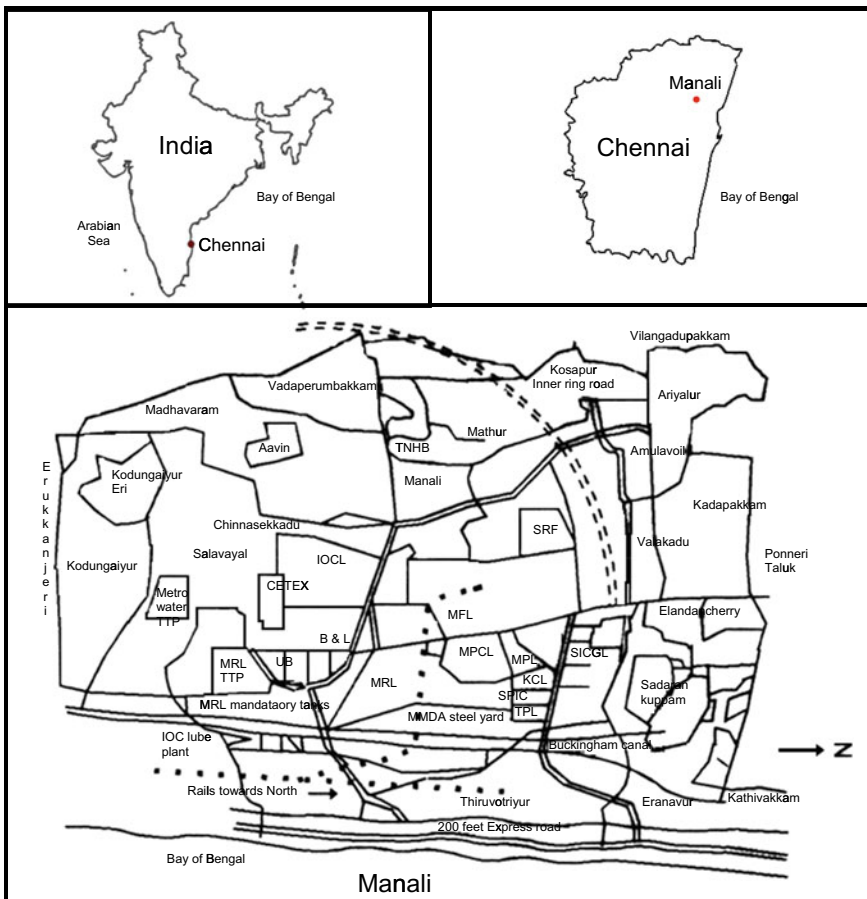 India
Bay of Bengal
Arabian
Sea
Chennai
Manali
Chennai
Bay of Bengal
Vilangadupakkam
Kosapur
Inner ring road
Vadaperumbakkam
Ariyalur
Madhavaram
Mathur
Aavin
TNHB
Amulavoil
Erukkanjeri
Kodungaiyur
Eri
Manali
Kadapakkam
Chinnasekkadu
SRF
Salavayal
IOCL
Vaiakadu
Ponneri
Taluk
Kodungaiyur
CETEX
Metro
water
TTP
MFL
Elandancherry
B & L
MPCL
MPL
SICGL
MRL
TTP
UB
MRL
KCL
Sadaran
kuppam
SPIC
MRL mandataory tanks
MMDA steel yard
TPL
IOC lube
plant
Buckingham canal
N
Rails towards North
Thiruvotriyur
Eranavur
Kathivakkam
200 feet Express road
Bay of Bengal
Manali